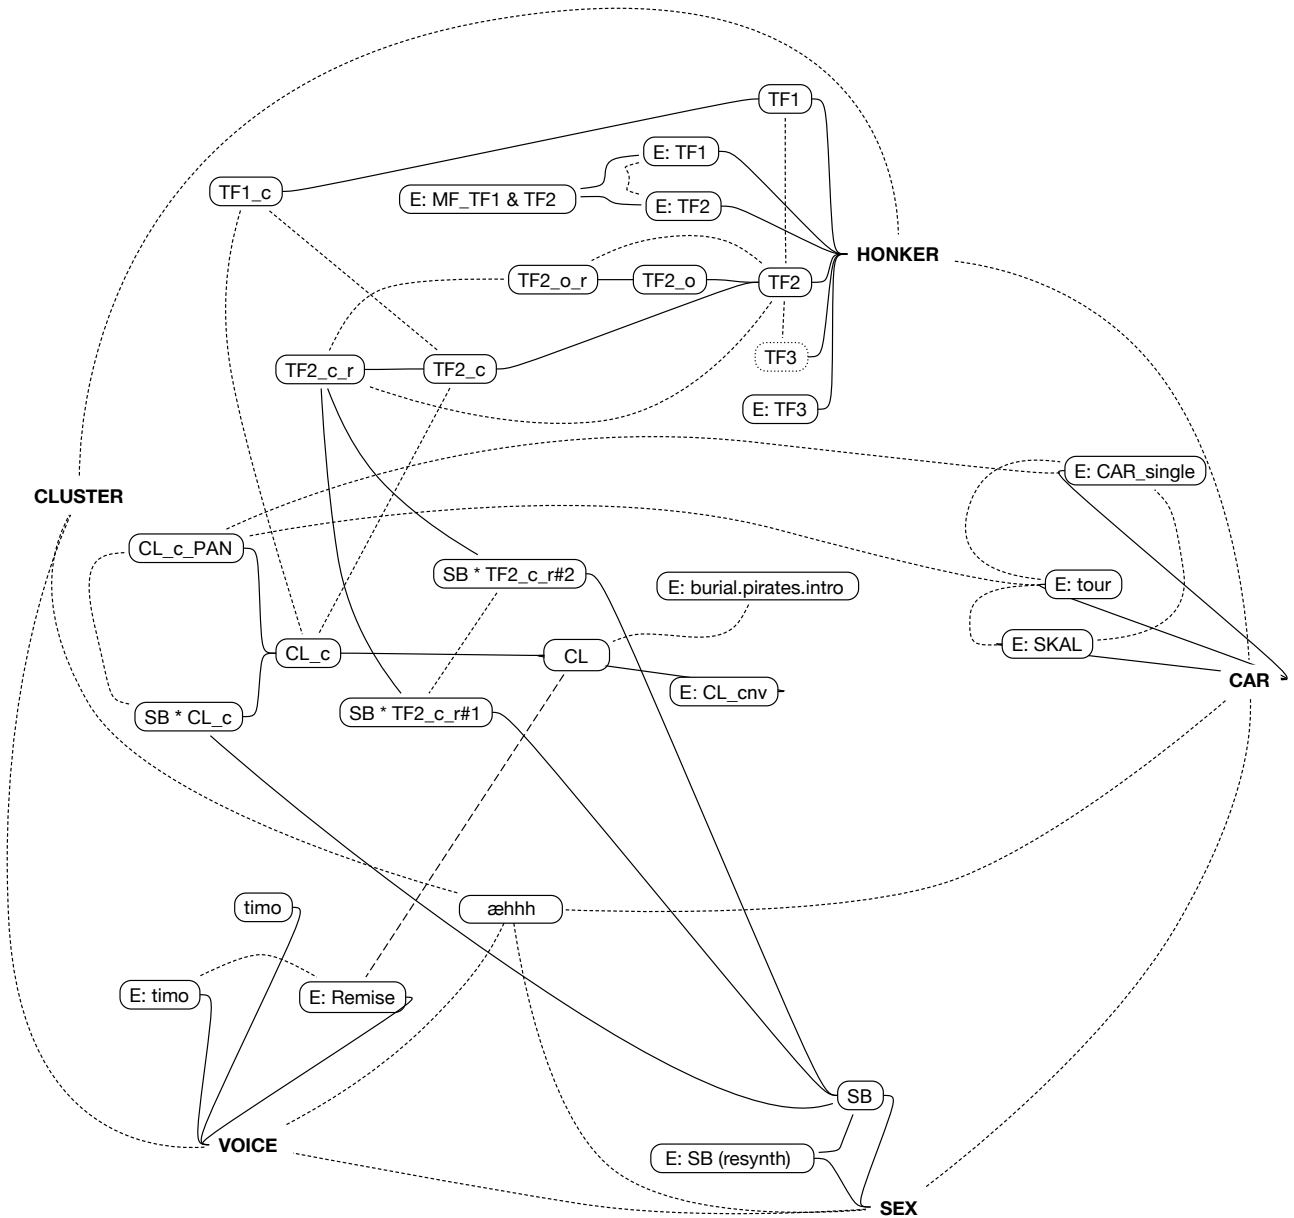 TF1
E: TF1
TF1_c
E: MF_TF1 & TF2
E: TF2
HONKER
TF2_o_r
TF2_o
TF2
TF3
TF2_c_r
TF2_c
E: TF3
E: CAR_single
CLUSTER
CL_c_PAN
SB * TF2_c_r#2
E: burial.pirates.intro
E: tour
E: SKAL
CL_c
CL
CAR
E: CL_cnv
SB * CL_c
SB * TF2_c_r#1
timo
æhhh
E: timo
E: Remise
SB
VOICE
E: SB (resynth)
SEX